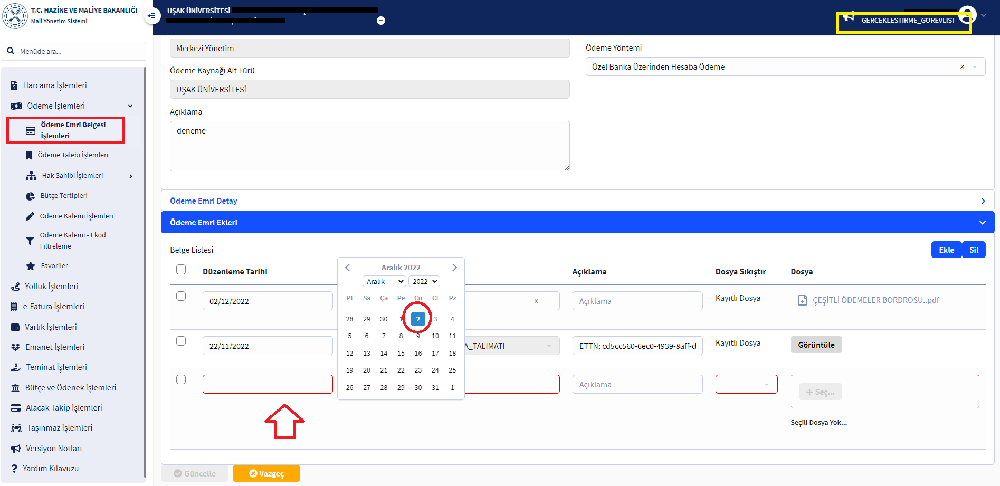 T.C. HAZİNE VE MALİYE BAKANLIĞI
Mali Yönetim Sistemi
UŞAK ÜNİVERSİTESİ
GERCEKLESTIRME_GOREVLISI
Menüde ara...
Harcama İşlemleri
Ödeme İşlemleri
Ödeme Emri Belgesi
İşlemleri
Ödeme Talebi İşlemleri
Hak Sahibi İşlemleri
Bütçe Tertipleri
Ödeme Kalemi İşlemleri
Ödeme Kalemi - Ekod
Filtreleme
Favoriler
Yolluk İşlemleri
e-Fatura İşlemleri
Varlık İşlemleri
Emanet İşlemleri
Teminat İşlemleri
Bütçe ve Ödenek İşlemleri
Alacak Takip İşlemleri
Taşınmaz İşlemleri
Versiyon Notları
Yardım Kılavuzu
Merkezi Yönetim
Ödeme Kaynağı Alt Türü
UŞAK ÜNİVERSİTESİ
Açıklama
deneme
Ödeme Yöntemi
Özel Banka Üzerinden Hesaba Ödeme ×
Ödeme Emri Detay
Ödeme Emri Ekleri
Belge Listesi
Ekle Sil
Düzenleme Tarihi Açıklama Dosya Sıkıştır Dosya
02/12/2022 × Açıklama Kayıtlı Dosya ÇEŞİTLİ ÖDEMELER BORDROSU..pdf
22/11/2022 A_TALIMATI ETTN: cd5cc560-6ec0-4939-8aff-d Kayıtlı Dosya Görüntüle
Açıklama + Seç...
Seçili Dosya Yok...
Aralık 2022
Aralık 2022
Pt Sa Ça Pe Cu Ct Pz
28 29 30 1 2 3 4
5 6 7 8 9 10 11
12 13 14 15 16 17 18
19 20 21 22 23 24 25
26 27 28 29 30 31 1
Güncelle Vazgeç